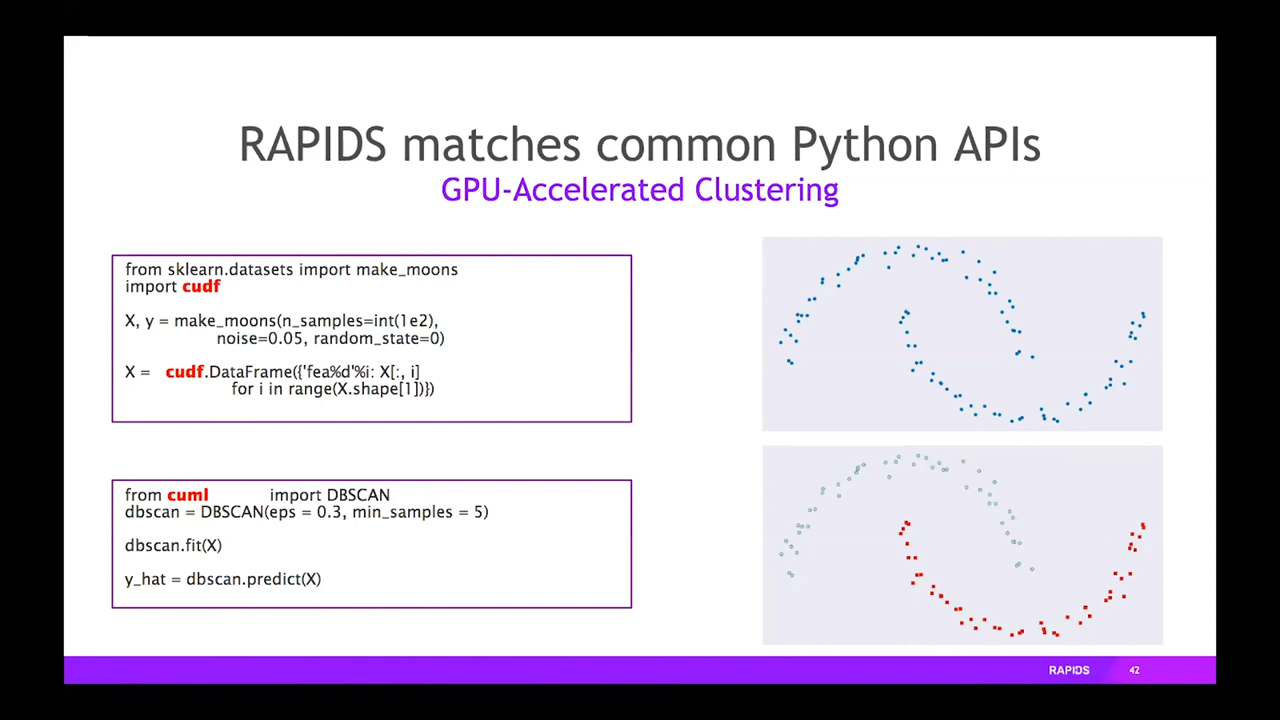 RAPIDS matches common Python APIs
GPU-Accelerated Clustering
from sklearn.datasets import make_moons
import cudf
X, y = make_moons(n_samples=int(1e2),
noise=0.05, random_state=0)
X = cudf.DataFrame({'fea%d'%i: X[:, i]
for i in range(X.shape[1])})
from cuml import DBSCAN
dbscan = DBSCAN(eps = 0.3, min_samples = 5)
dbscan.fit(X)
y_hat = dbscan.predict(X)
RAPIDS 42